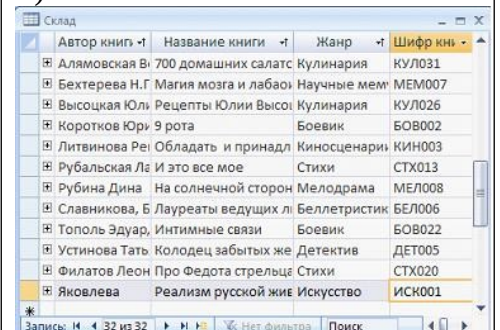 Склад
Автор книги Название книги Жанр Шифр кни
Алямовская В 700 домашних салато Кулинария КУЛ031
Бехтерева Н.Г Магия мозга и лабао Научные мем МЕМ007
Высоцкая Юли Рецепты Юлии Высо Кулинария КУЛ026
Коротков Юри 9 рота Боевик БОВ002
Литвинова Ре Обладать и принадл Киносценарии КИН003
Рубальская Ла И это все мое Стихи СТХ013
Рубина Дина На солнечной сторон Мелодрама МЕЛ008
Славникова, Б Лауреаты ведущих л Беллетристик БЕЛ006
Тополь Эдуар, Интимные связи Боевик БОВ022
Устинова Тать Колодец забытых же Детектив ДЕТ005
Филатов Леон Про Федота стрельца Стихи СТХ020
Яковлева Реализм русской жив Искусство ИСК001
Запись: 32 из 32 Нет фильтра Поиск